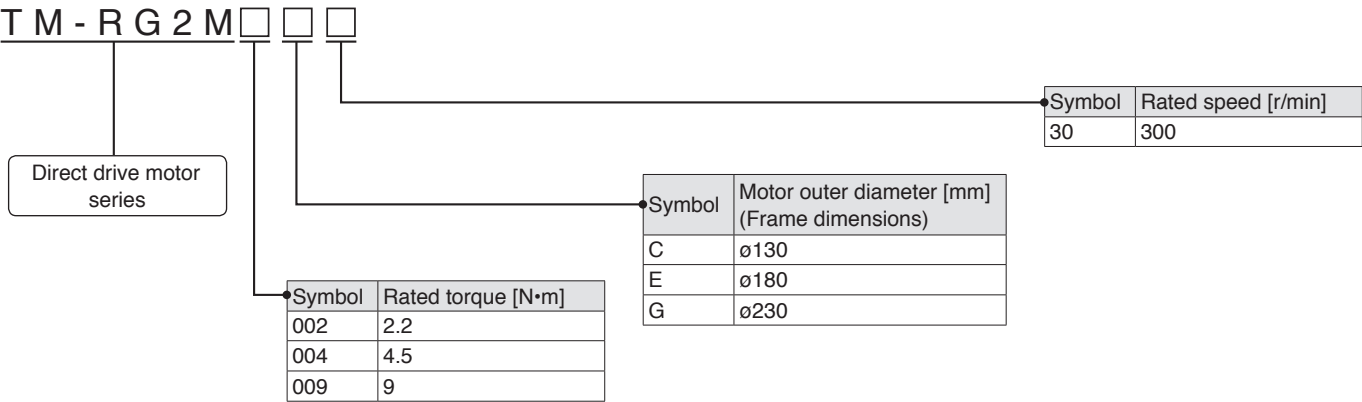 TM-RG2M□ □ □
Symbol Rated speed [r/min]
30 300
Direct drive motor
series
Symbol Motor outer diameter [mm]
(Frame dimensions)
C ø130
E ø180
G ø230
Symbol Rated torque [N•m]
002 2.2
004 4.5
009 9